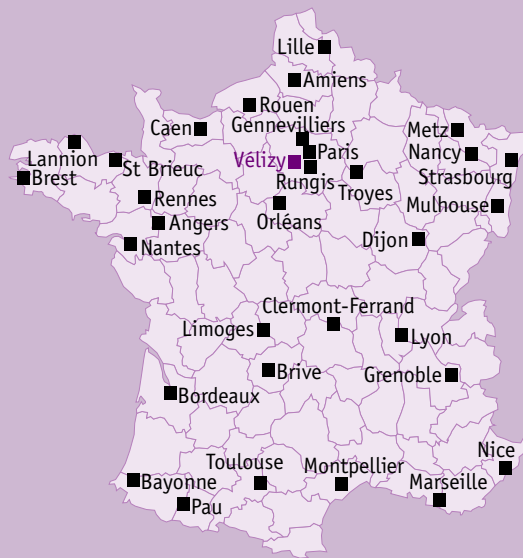 Lille
Amiens
Rouen
Gennevilliers
Caen
Metz
Paris
Nancy
Lannion
St Brieuc
Vélizy
Brest
Rungis
Troyes
Strasbourg
Rennes
Mulhouse
Orléans
Angers
Dijon
Nantes
Clermont-Ferrand
Limoges
Lyon
Brive
Grenoble
Bordeaux
Nice
Toulouse
Montpellier
Bayonne
Marseille
Pau